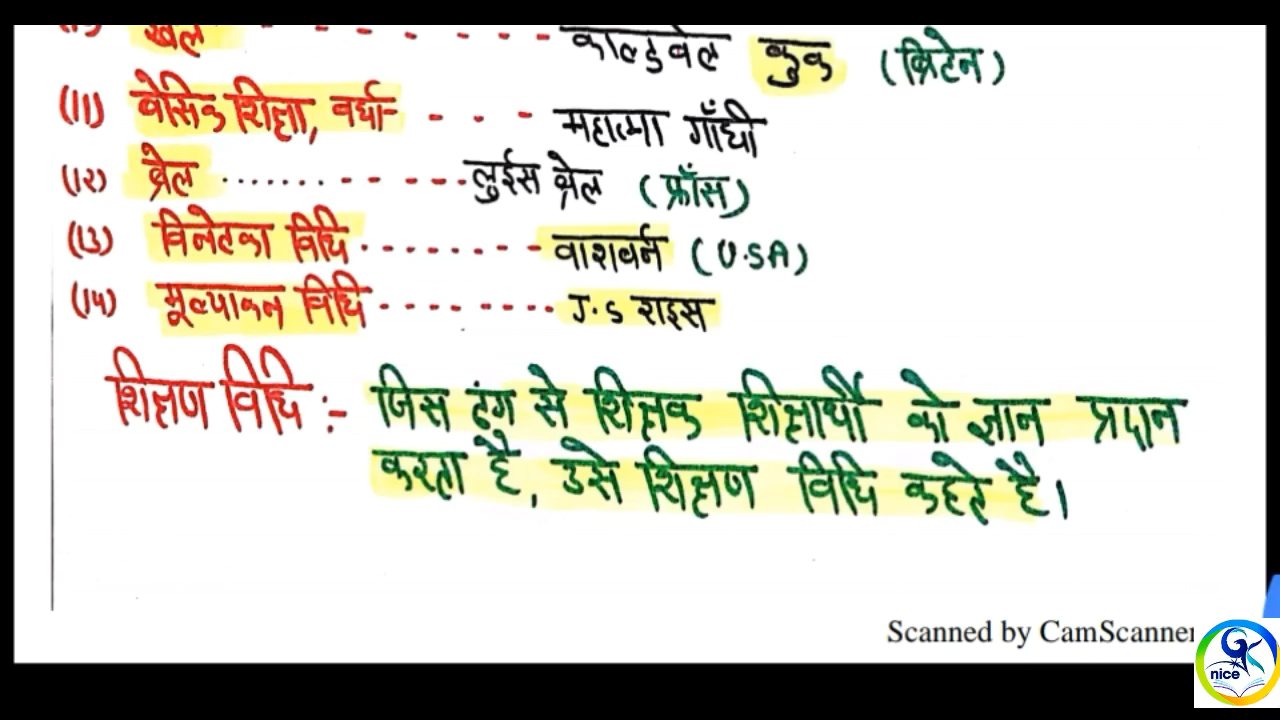 खेल - - - - - - - काल्डवेल कुक (ब्रिटेन)
(11) बेसिक शिक्षा, वर्धा - - - महात्मा गाँधी
(12) ब्रेल ........ - - - - - लुईस ब्रेल (फ्राँस)
(13) विनेटका विधि - - - - - - - - वाशबर्न (U.S.A)
(14) मूल्याकन विधि - - - - - - - - J.S राइस
शिक्षण विधि :- जिस ढंग से शिक्षक शिक्षार्थी को ज्ञान प्रदान
करता है, उसे शिक्षण विधि कहते है।
Scanned by CamScanner
nice